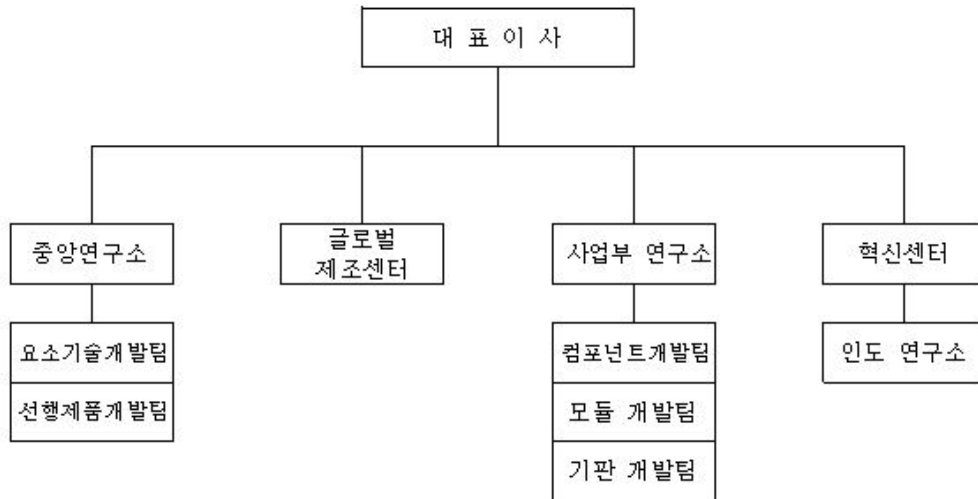 대 표 이 사
중앙연구소
글로벌
제조센터
사업부 연구소
혁신센터
요소기술개발팀
선행제품개발팀
컴포넌트개발팀
모듈 개발팀
기판 개발팀
인도 연구소